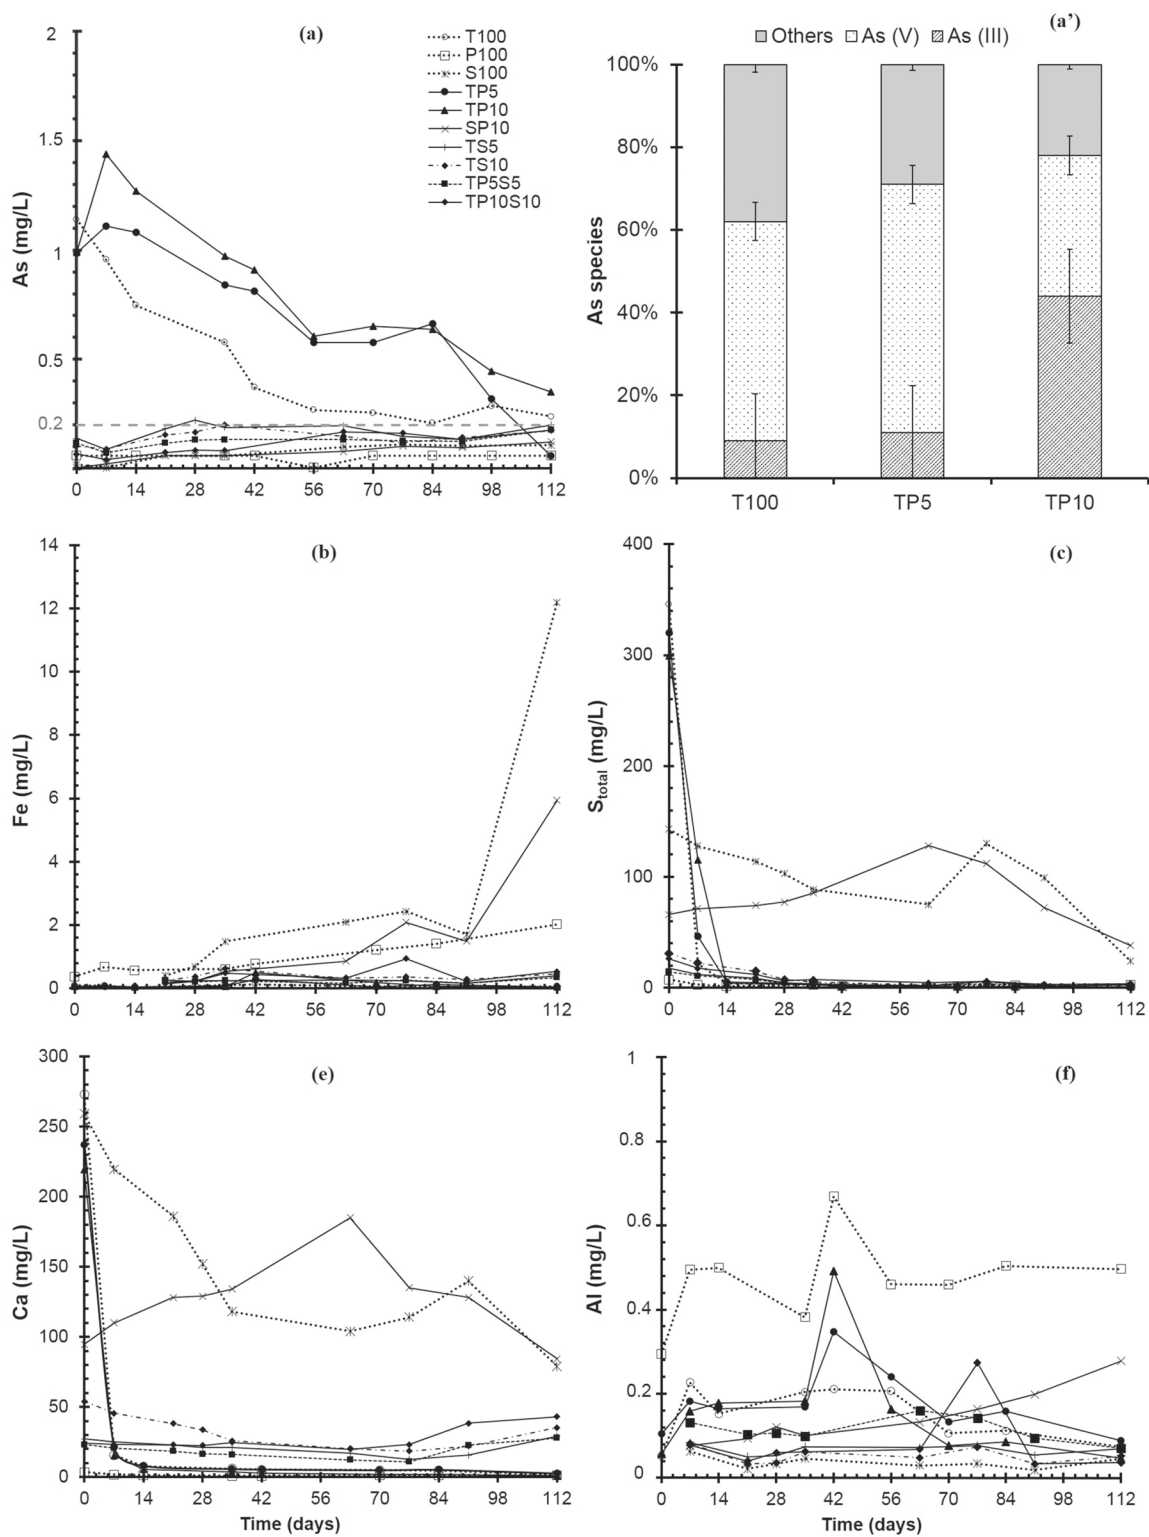 (a)
2
1.5
1
0.5
0.2
As (mg/L)
T100
P100
S100
TP5
TP10
SP10
TS5
TS10
TP5S5
TP10S10
0 14 28 42 56 70 84 98 112
(a’)
Others As (V) As (III)
100%
80%
60%
40%
20%
0%
As species
T100 TP5 TP10
(b)
14
12
10
8
6
4
2
0
Fe (mg/L)
0 14 28 42 56 70 84 98 112
(c)
400
300
200
100
0
Stotal (mg/L)
0 14 28 42 56 70 84 98 112
(e)
300
250
200
150
100
50
0
Ca (mg/L)
0 14 28 42 56 70 84 98 112
Time (days)
(f)
1
0.8
0.6
0.4
0.2
0
Al (mg/L)
0 14 28 42 56 70 84 98 112
Time (days)